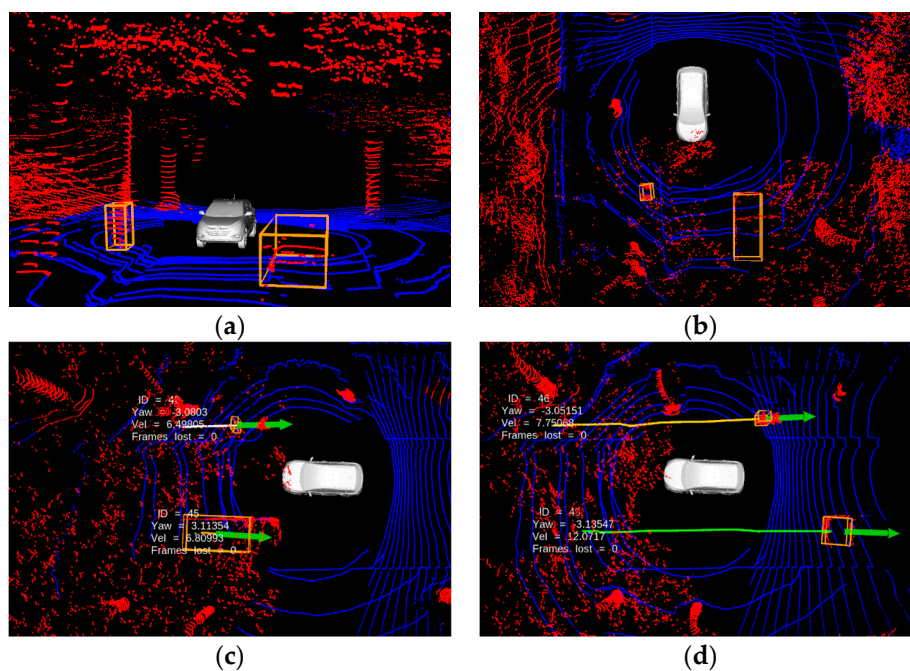 (a)
(b)
ID =
Yaw = -3.0803
Vel = 6.49805
Frames lost = 0
ID = 45
Yaw = 3.11354
Vel = 6.80993
Frames lost = 0
(c)
ID = 46
Yaw = -3.05151
Vel = 7.75068
Frames lost = 0
ID =
Yaw = -3.13547
Vel = 12.0717
Frames lost = 0
(d)